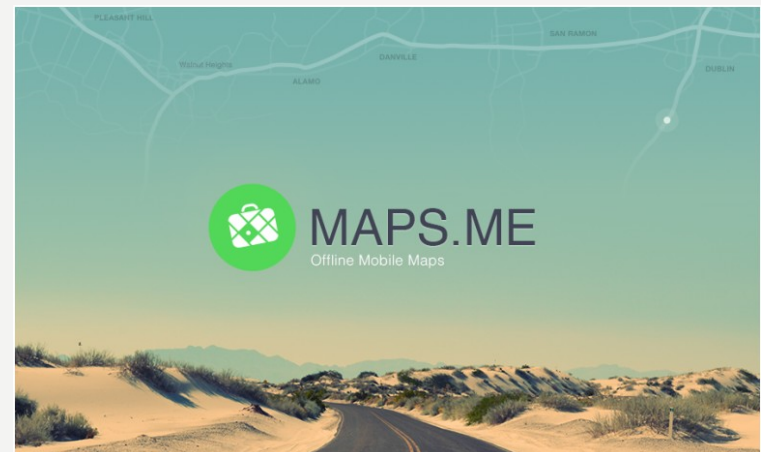 PLEASANT HILL
SAN RAMON
DANVILLE
Walnut Heights
DUBLIN
ALAMO
MAPS.ME
Offline Mobile Maps